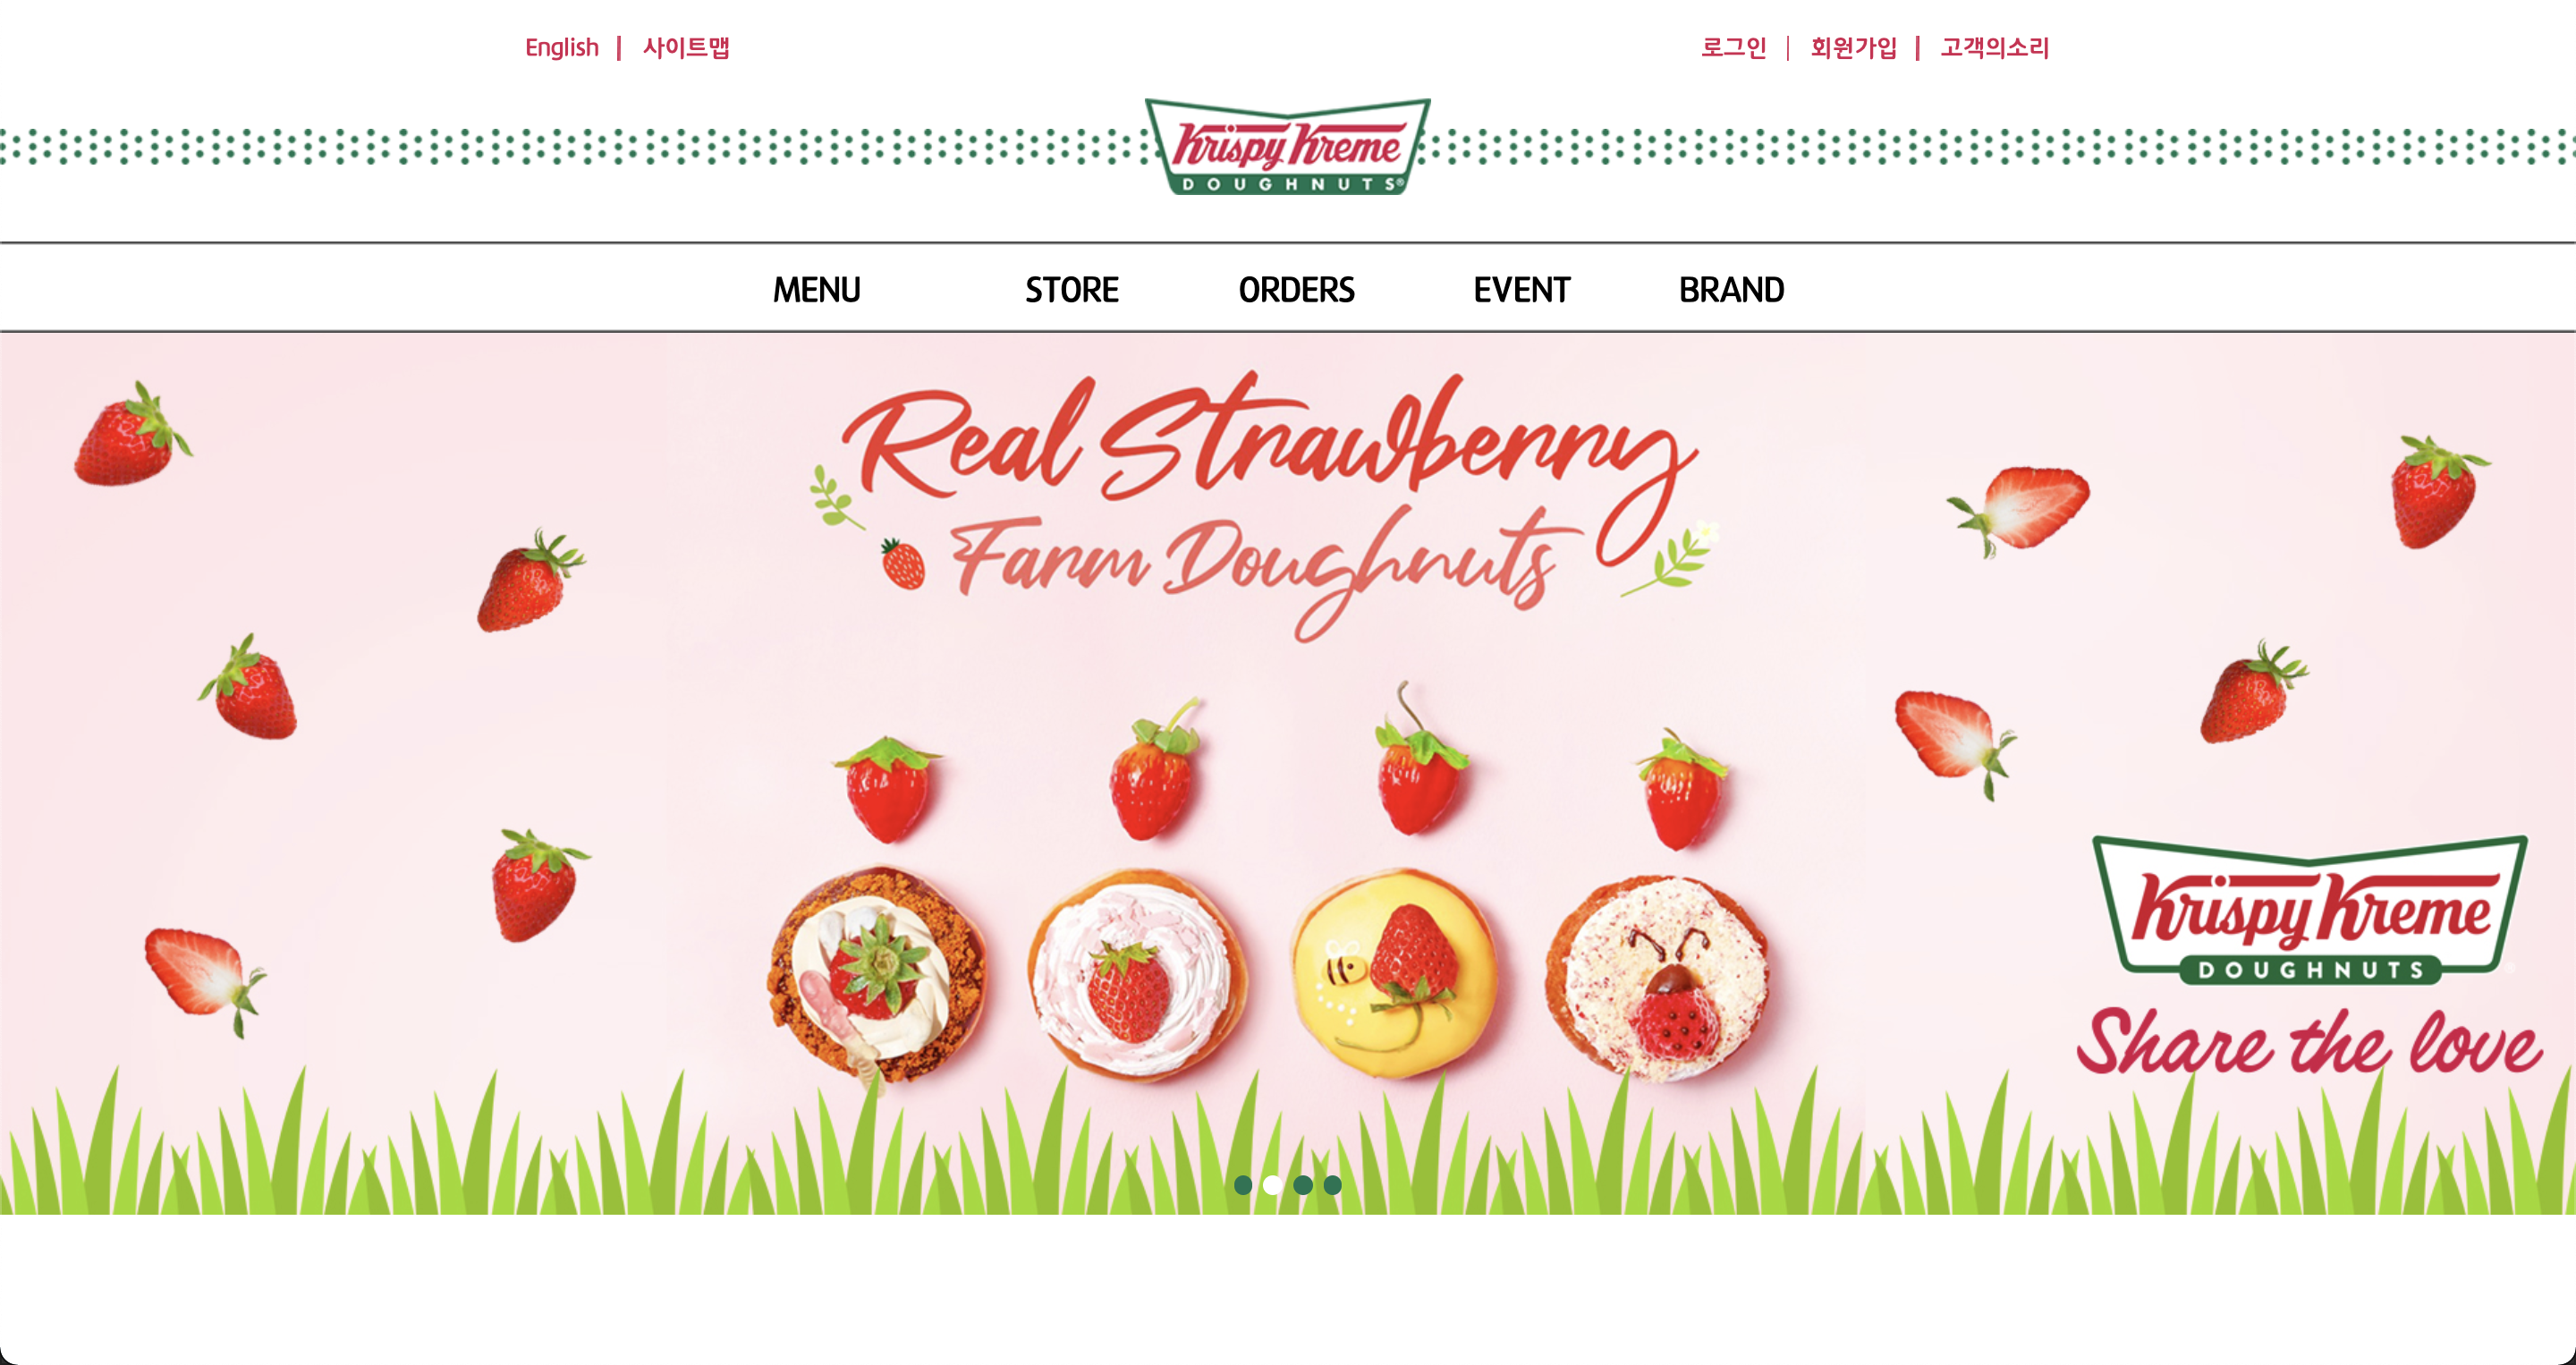 English | 사이트맵
로그인 | 회원가입 | 고객의소리
Krispy Kreme
DOUGHNUTS®
MENU STORE ORDERS EVENT BRAND
Real Strawberry
Farm Doughnuts
Krispy Kreme
DOUGHNUTS
Share the love